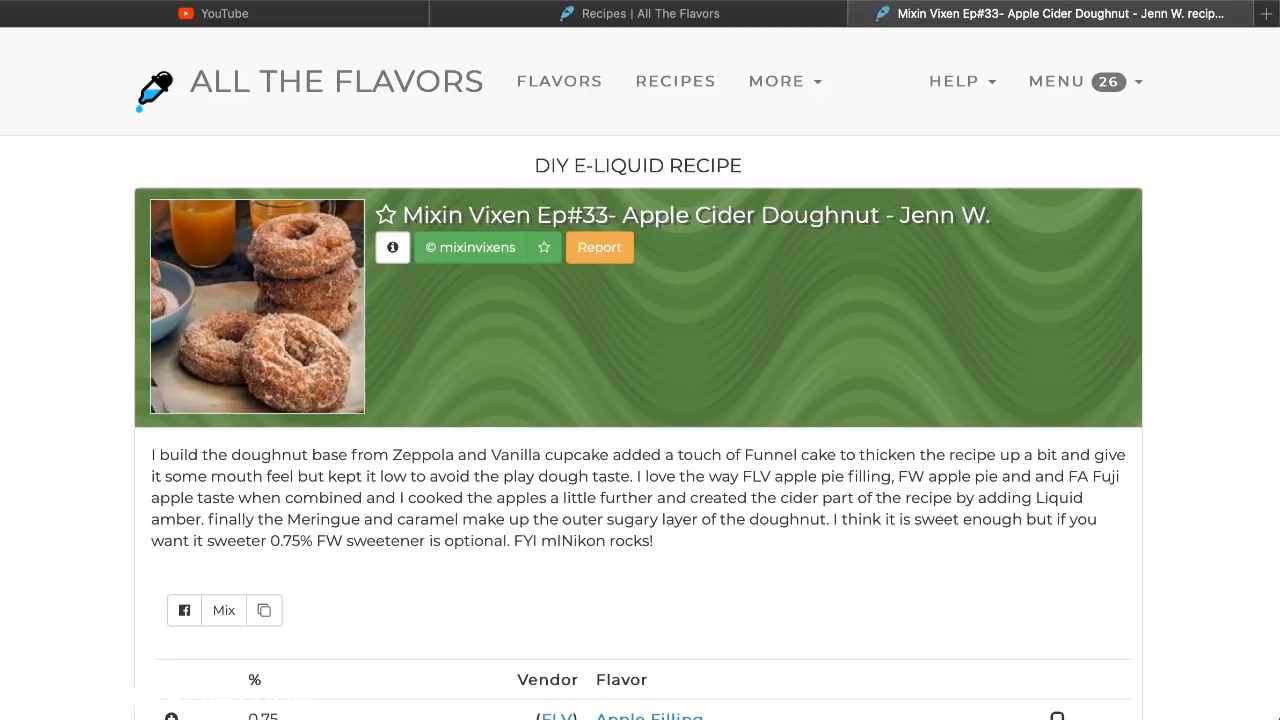 YouTube
Recipes | All The Flavors
Mixin Vixen Ep#33- Apple Cider Doughnut - Jenn W. recip...
ALL THE FLAVORS
FLAVORS
RECIPES
MORE
HELP
MENU 26
DIY E-LIQUID RECIPE
Mixin Vixen Ep#33- Apple Cider Doughnut - Jenn W.
© mixinvixens
Report
I build the doughnut base from Zeppola and Vanilla cupcake added a touch of Funnel cake to thicken the recipe up a bit and give
it some mouth feel but kept it low to avoid the play dough taste. I love the way FLV apple pie filling, FW apple pie and and FA Fuji
apple taste when combined and I cooked the apples a little further and created the cider part of the recipe by adding Liquid
amber. finally the Meringue and caramel make up the outer sugary layer of the doughnut. I think it is sweet enough but if you
want it sweeter 0.75% FW sweetener is optional. FYI mlNikon rocks!
Mix
% Vendor Flavor
0.75 (FLV) Apple Filling